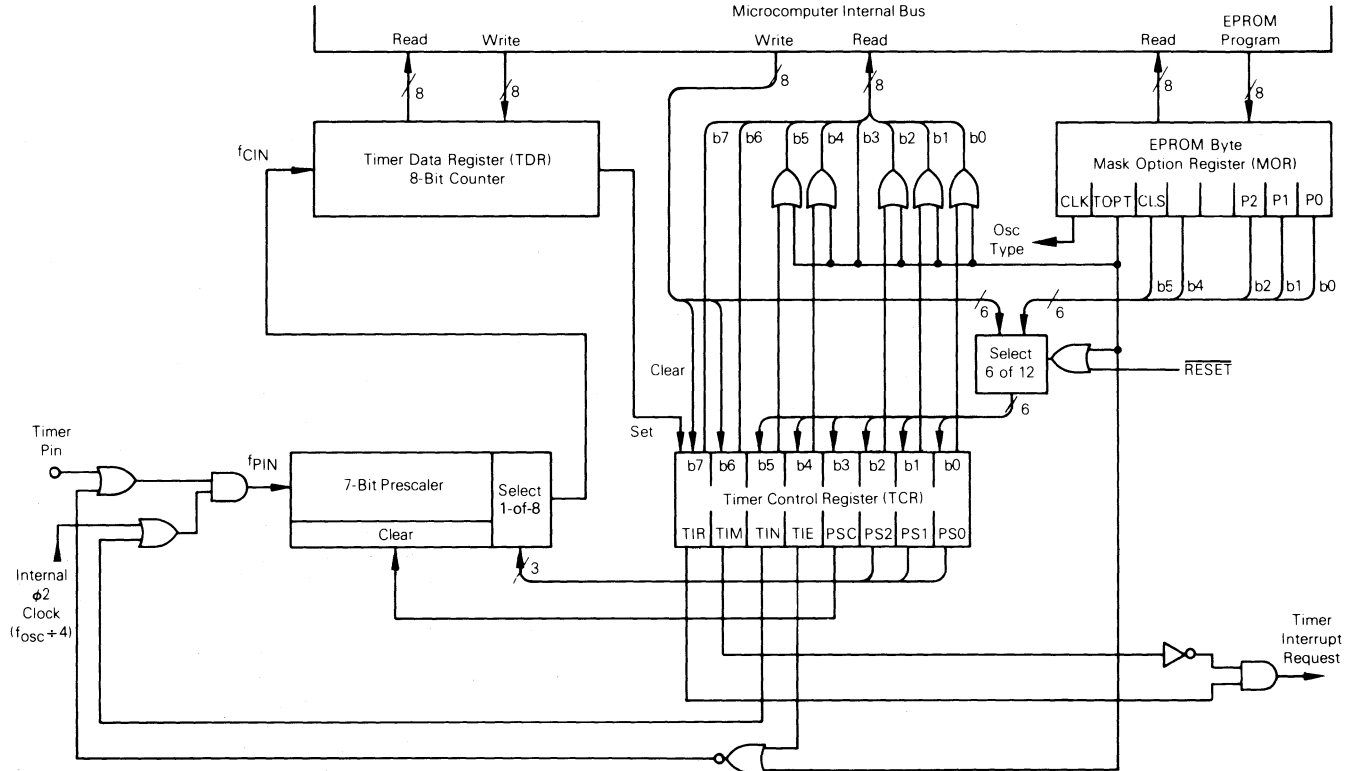 Microcomputer Internal Bus
Read
Write
Write
Read
Read
EPROM
Program
8
8
8
8
8
8
fCIN
Timer Data Register (TDR)
8-Bit Counter
b7
b6
b5
b4
b3
b2
b1
b0
EPROM Byte
Mask Option Register (MOR)
CLK
TOPT
CLS
P2
P1
P0
Osc
Type
b5
b4
b2
b1
b0
6
6
Select
6 of 12
RESET
6
Clear
Set
Timer
Pin
fPIN
7-Bit Prescaler
Select
1-of-8
Clear
b7
b6
b5
b4
b3
b2
b1
b0
Timer Control Register (TCR)
TIR
TIM
TIN
TIE
PSC
PS2
PS1
PS0
3
Internal
ϕ2
Clock
(fosc÷4)
Timer
Interrupt
Request